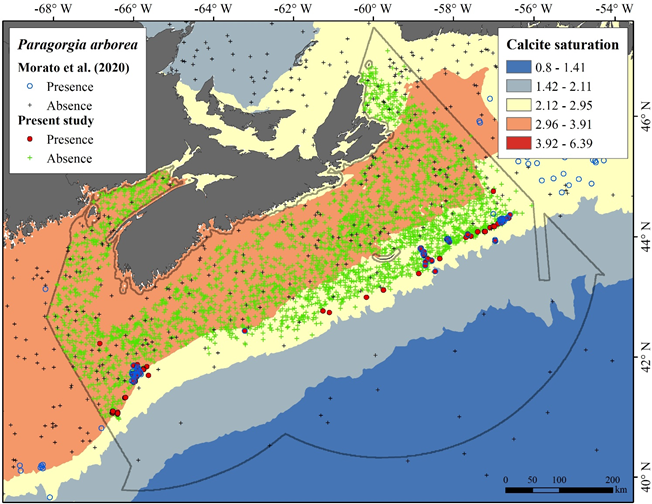 68° W
66° W
64° W
62° W
60° W
58° W
56° W
54° W
Paragorgia arborea
Morato et al. (2020)
Presence
Absence
Present study
Presence
Absence
Calcite saturation
0.8 - 1.41
1.42 - 2.11
2.12 - 2.95
2.96 - 3.91
3.92 - 6.39
46° N
44° N
42° N
40° N
0 50 100 200
km